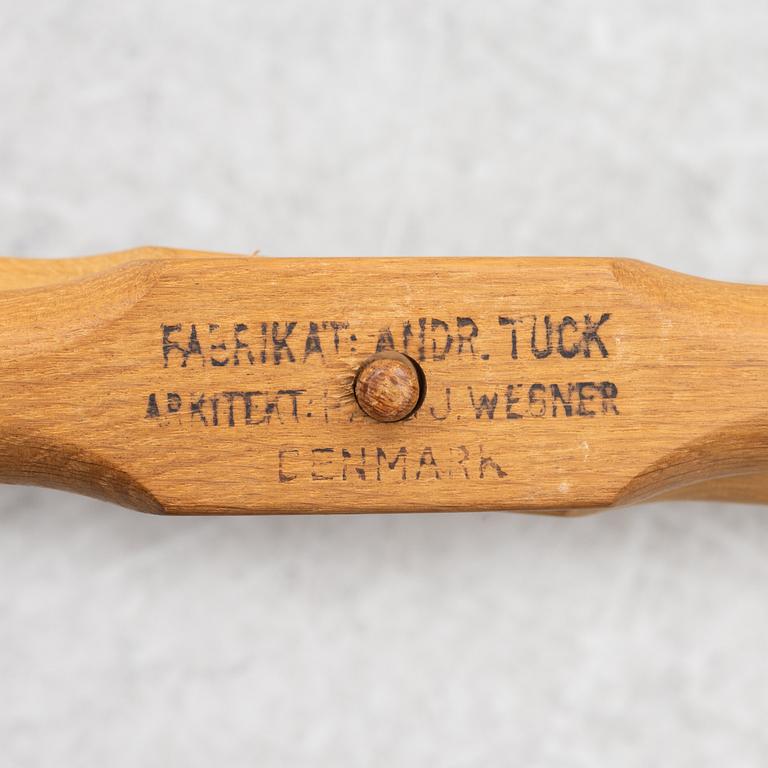 FABRIKAT: ANDR. TUCK
ARKITEKT: J. WEGNER
DENMARK